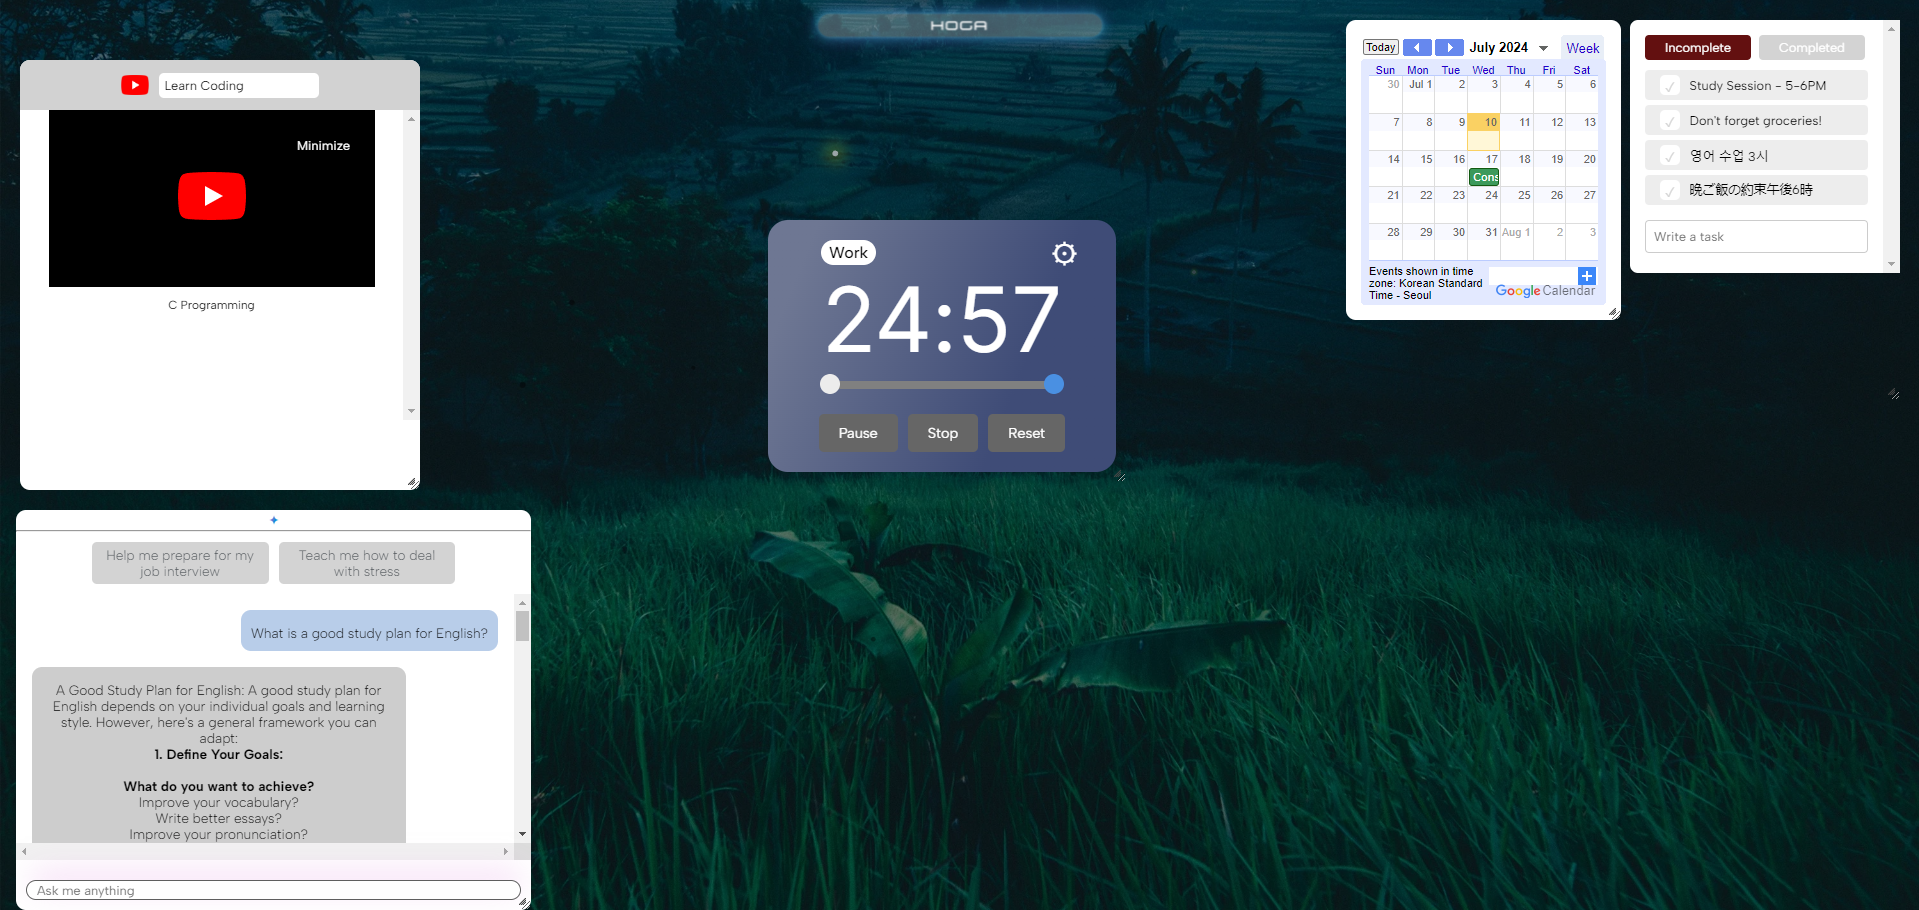 HOGA
Learn Coding
Minimize
C Programming
Help me prepare for my
job interview
Teach me how to deal
with stress
What is a good study plan for English?
A Good Study Plan for English: A good study plan for
English depends on your individual goals and learning
style. However, here's a general framework you can
adapt:
1. Define Your Goals:
What do you want to achieve?
Improve your vocabulary?
Write better essays?
Improve your pronunciation?
Ask me anything
Work
24:57
Pause Stop Reset
Today July 2024 Week
Sun Mon Tue Wed Thu Fri Sat
30 Jul 1 2 3 4 5 6
7 8 9 10 11 12 13
14 15 16 17 18 19 20
Cons
21 22 23 24 25 26 27
28 29 30 31 Aug 1 2 3
Events shown in time
zone: Korean Standard
Time - Seoul
Google Calendar
Incomplete Completed
Study Session - 5-6PM
Don't forget groceries!
영어 수업 3시
晩ご飯の約束午後6時
Write a task